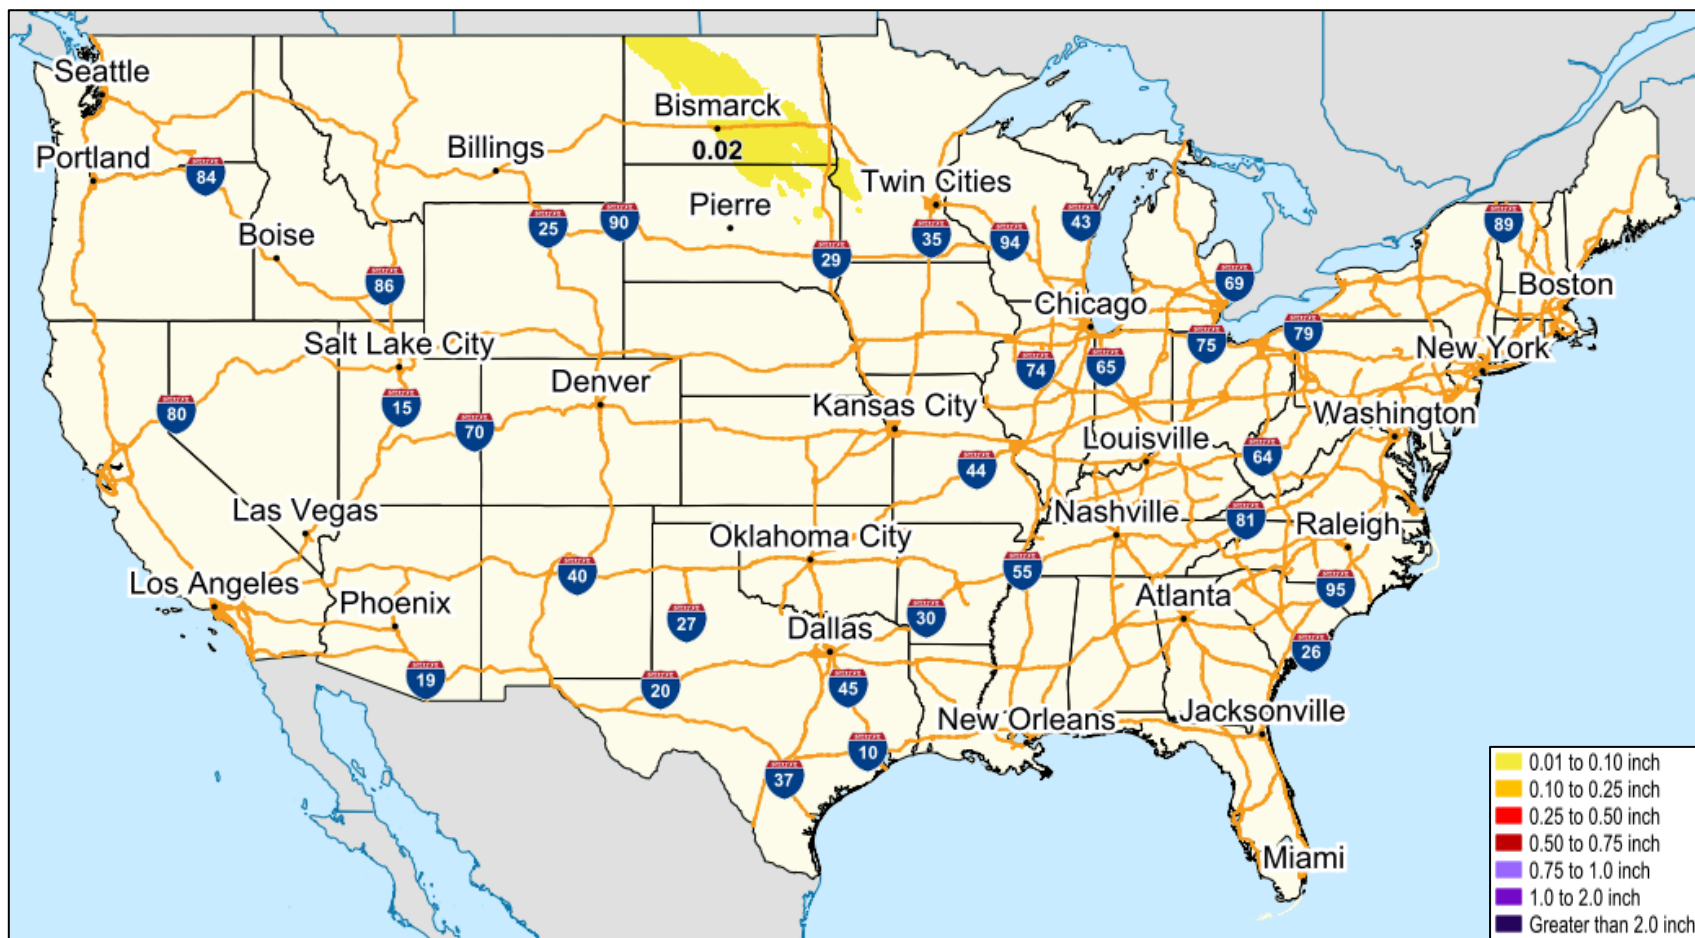 Seattle
Bismarck
Portland
Billings
0.02
84
Twin Cities
Pierre
Boise
25
90
35
94
43
89
29
86
69
Boston
Chicago
Salt Lake City
79
75
New York
Denver
74
65
80
15
70
Kansas City
Washington
Louisville
64
44
Las Vegas
Nashville
81
Raleigh
Oklahoma City
40
55
Los Angeles
Phoenix
95
Atlanta
27
30
Dallas
26
19
20
45
New Orleans
Jacksonville
10
37
Miami
0.01 to 0.10 inch
0.10 to 0.25 inch
0.25 to 0.50 inch
0.50 to 0.75 inch
0.75 to 1.0 inch
1.0 to 2.0 inch
Greater than 2.0 inch